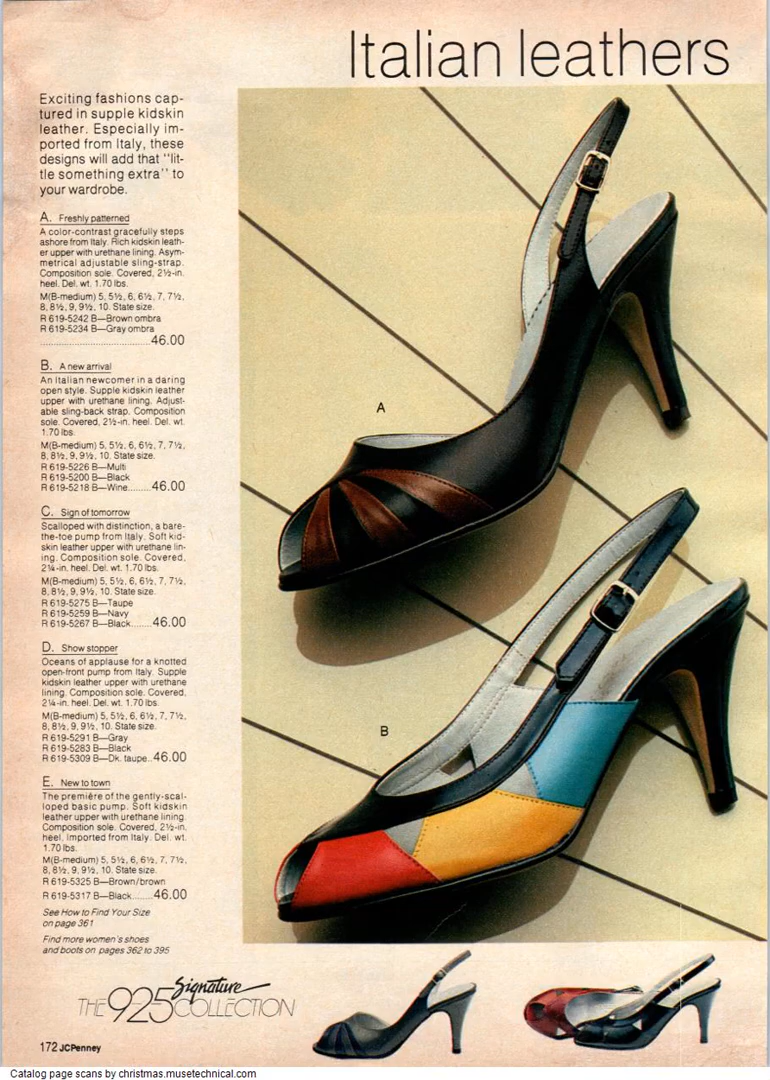 Italian leathers
Exciting fashions cap-
tured in supple kidskin
leather. Especially im-
ported from Italy, these
designs will add that "lit-
tle something extra" to
your wardrobe.
A. Freshly patterned
A color-contrast gracefully steps
ashore from Italy. Rich kidskin leath-
er upper with urethane lining. Asym-
metrical adjustable sling-strap.
Composition sole. Covered, 2½-in.
heel. Del. wt. 1.70 lbs.
M(B-medium) 5, 5½, 6, 6½, 7, 7½,
8, 8½, 9, 9½, 10. State size.
R 619-5242 B—Brown ombra
R 619-5234 B—Gray ombra
......................................46.00
B. A new arrival
An Italian newcomer in a daring
open style. Supple kidskin leather
upper with urethane lining. Adjust-
able sling-back strap. Composition
sole. Covered, 2½-in. heel. Del. wt.
1.70 lbs.
M(B-medium) 5, 5½, 6, 6½, 7, 7½,
8, 8½, 9, 9½, 10. State size.
R 619-5226 B—Multi
R 619-5200 B—Black
R 619-5218 B—Wine........46.00
C. Sign of tomorrow
Scalloped with distinction, a bare-
the-toe pump from Italy. Soft kid-
skin leather upper with urethane lin-
ing. Composition sole. Covered,
2¼-in. heel. Del. wt. 1.70 lbs.
M(B-medium) 5, 5½, 6, 6½, 7, 7½,
8, 8½, 9, 9½, 10. State size.
R 619-5275 B—Taupe
R 619-5259 B—Navy
R 619-5267 B—Black.......46.00
D. Show stopper
Oceans of applause for a knotted
open-front pump from Italy. Supple
kidskin leather upper with urethane
lining. Composition sole. Covered,
2¼-in. heel. Del. wt. 1.70 lbs.
M(B-medium) 5, 5½, 6, 6½, 7, 7½,
8, 8½, 9, 9½, 10. State size.
R 619-5291 B—Gray
R 619-5283 B—Black
R 619-5309 B—Dk. taupe..46.00
E. New to town
The première of the gently-scal-
loped basic pump. Soft kidskin
leather upper with urethane lining.
Composition sole. Covered, 2½-in.
heel. Imported from Italy. Del. wt.
1.70 lbs.
M(B-medium) 5, 5½, 6, 6½, 7, 7½,
8, 8½, 9, 9½, 10. State size.
R 619-5325 B—Brown/brown
R 619-5317 B—Black.......46.00
See How to Find Your Size
on page 361
Find more women's shoes
and boots on pages 362 to 395
A
B
THE 925 Signature COLLECTION
172 JCPenney
Catalog page scans by christmas.musetechnical.com